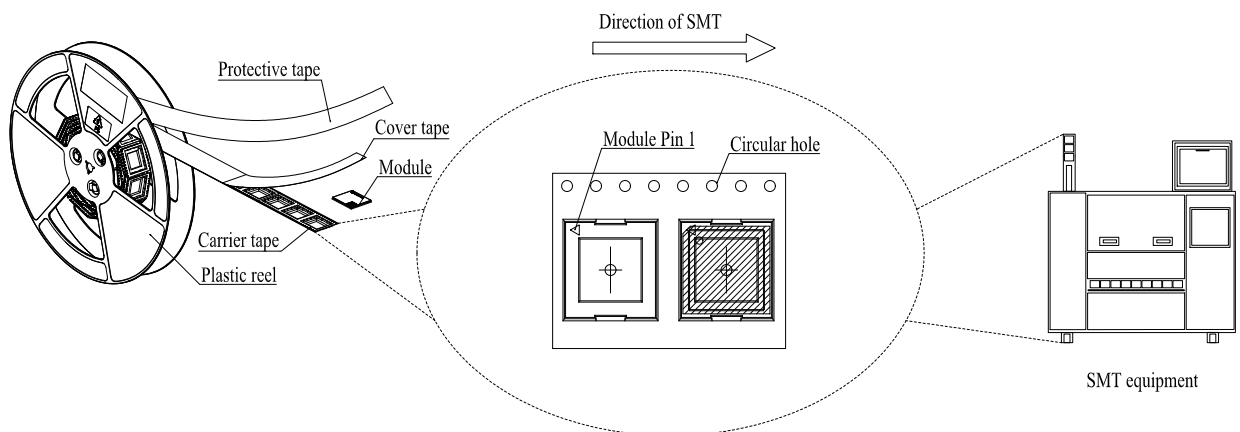 Direction of SMT
Protective tape
Cover tape
Module
Carrier tape
Plastic reel
Module Pin 1
Circular hole
SMT equipment